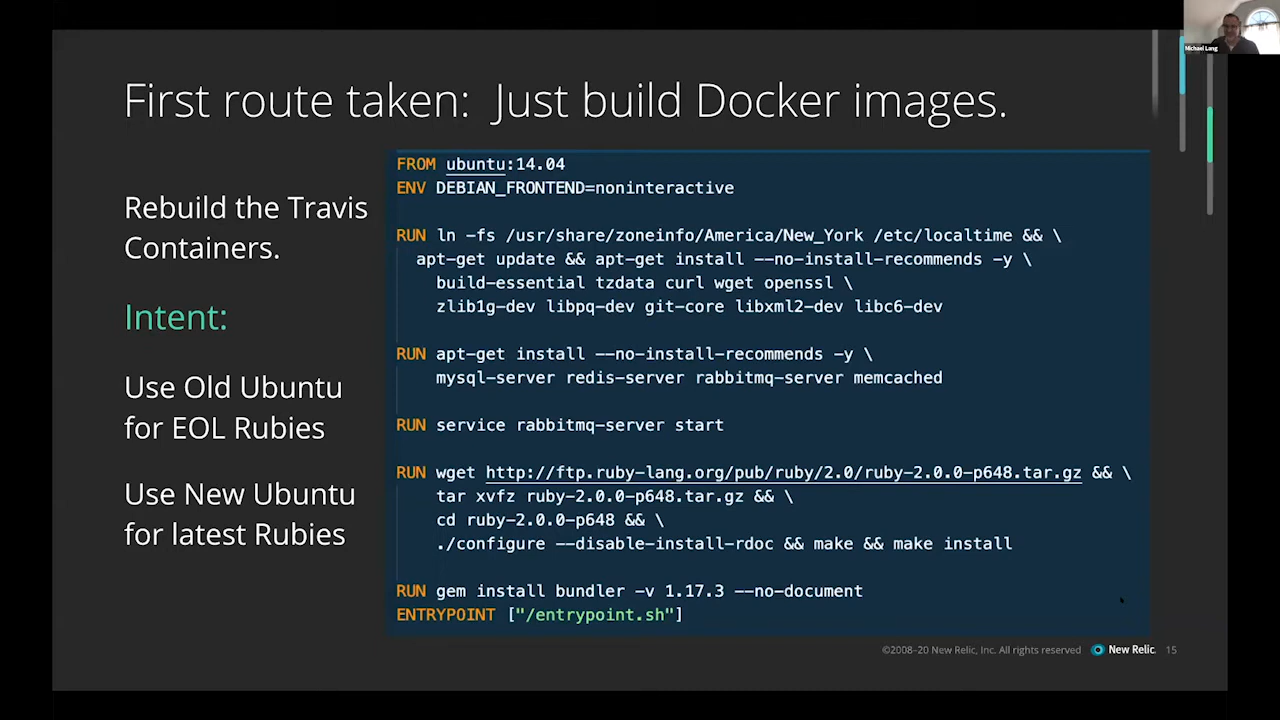 Michael Lang
First route taken: Just build Docker images.
Rebuild the Travis
Containers.
Intent:
Use Old Ubuntu
for EOL Rubies
Use New Ubuntu
for latest Rubies
FROM ubuntu:14.04
ENV DEBIAN_FRONTEND=noninteractive
RUN ln -fs /usr/share/zoneinfo/America/New_York /etc/localtime && \
apt-get update && apt-get install --no-install-recommends -y \
build-essential tzdata curl wget openssl \
zlib1g-dev libpq-dev git-core libxml2-dev libc6-dev
RUN apt-get install --no-install-recommends -y \
mysql-server redis-server rabbitmq-server memcached
RUN service rabbitmq-server start
RUN wget http://ftp.ruby-lang.org/pub/ruby/2.0/ruby-2.0.0-p648.tar.gz && \
tar xvfz ruby-2.0.0-p648.tar.gz && \
cd ruby-2.0.0-p648 && \
./configure --disable-install-rdoc && make && make install
RUN gem install bundler -v 1.17.3 --no-document
ENTRYPOINT ["/entrypoint.sh"]
©2008–20 New Relic, Inc. All rights reserved New Relic. 15